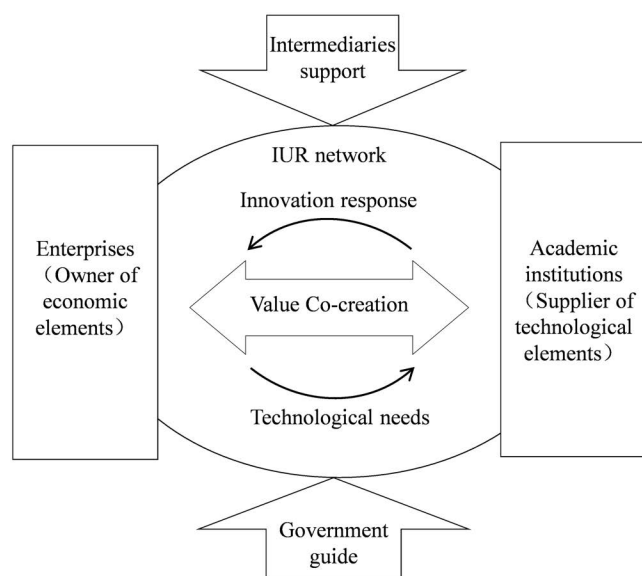 Intermediaries
support
IUR network
Innovation response
Enterprises
（Owner of
economic
elements）
Value Co-creation
Academic
institutions
（Supplier of
technological
elements）
Technological needs
Government
guide